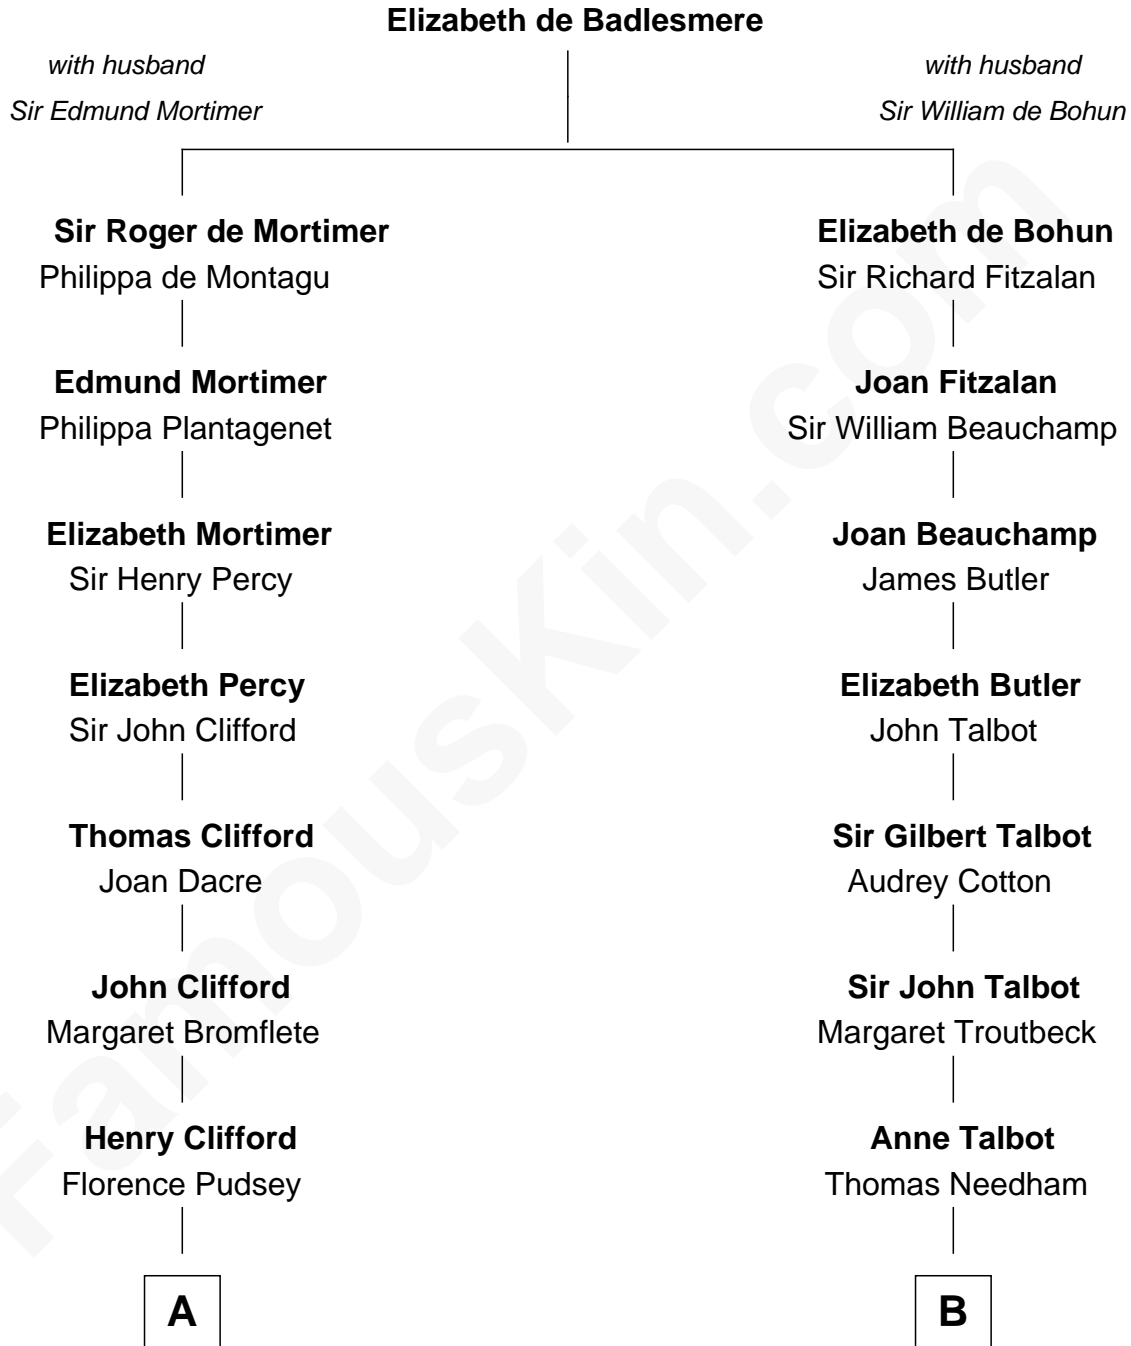 Elizabeth de Badlesmere
with husband
Sir Edmund Mortimer
with husband
Sir William de Bohun
Sir Roger de Mortimer
Philippa de Montagu
Elizabeth de Bohun
Sir Richard Fitzalan
Edmund Mortimer
Philippa Plantagenet
Joan Fitzalan
Sir William Beauchamp
Elizabeth Mortimer
Sir Henry Percy
Joan Beauchamp
James Butler
Elizabeth Percy
Sir John Clifford
Elizabeth Butler
John Talbot
Thomas Clifford
Joan Dacre
Sir Gilbert Talbot
Audrey Cotton
John Clifford
Margaret Bromflete
Sir John Talbot
Margaret Troutbeck
Henry Clifford
Florence Pudsey
Anne Talbot
Thomas Needham
A
B
FamousKin.com